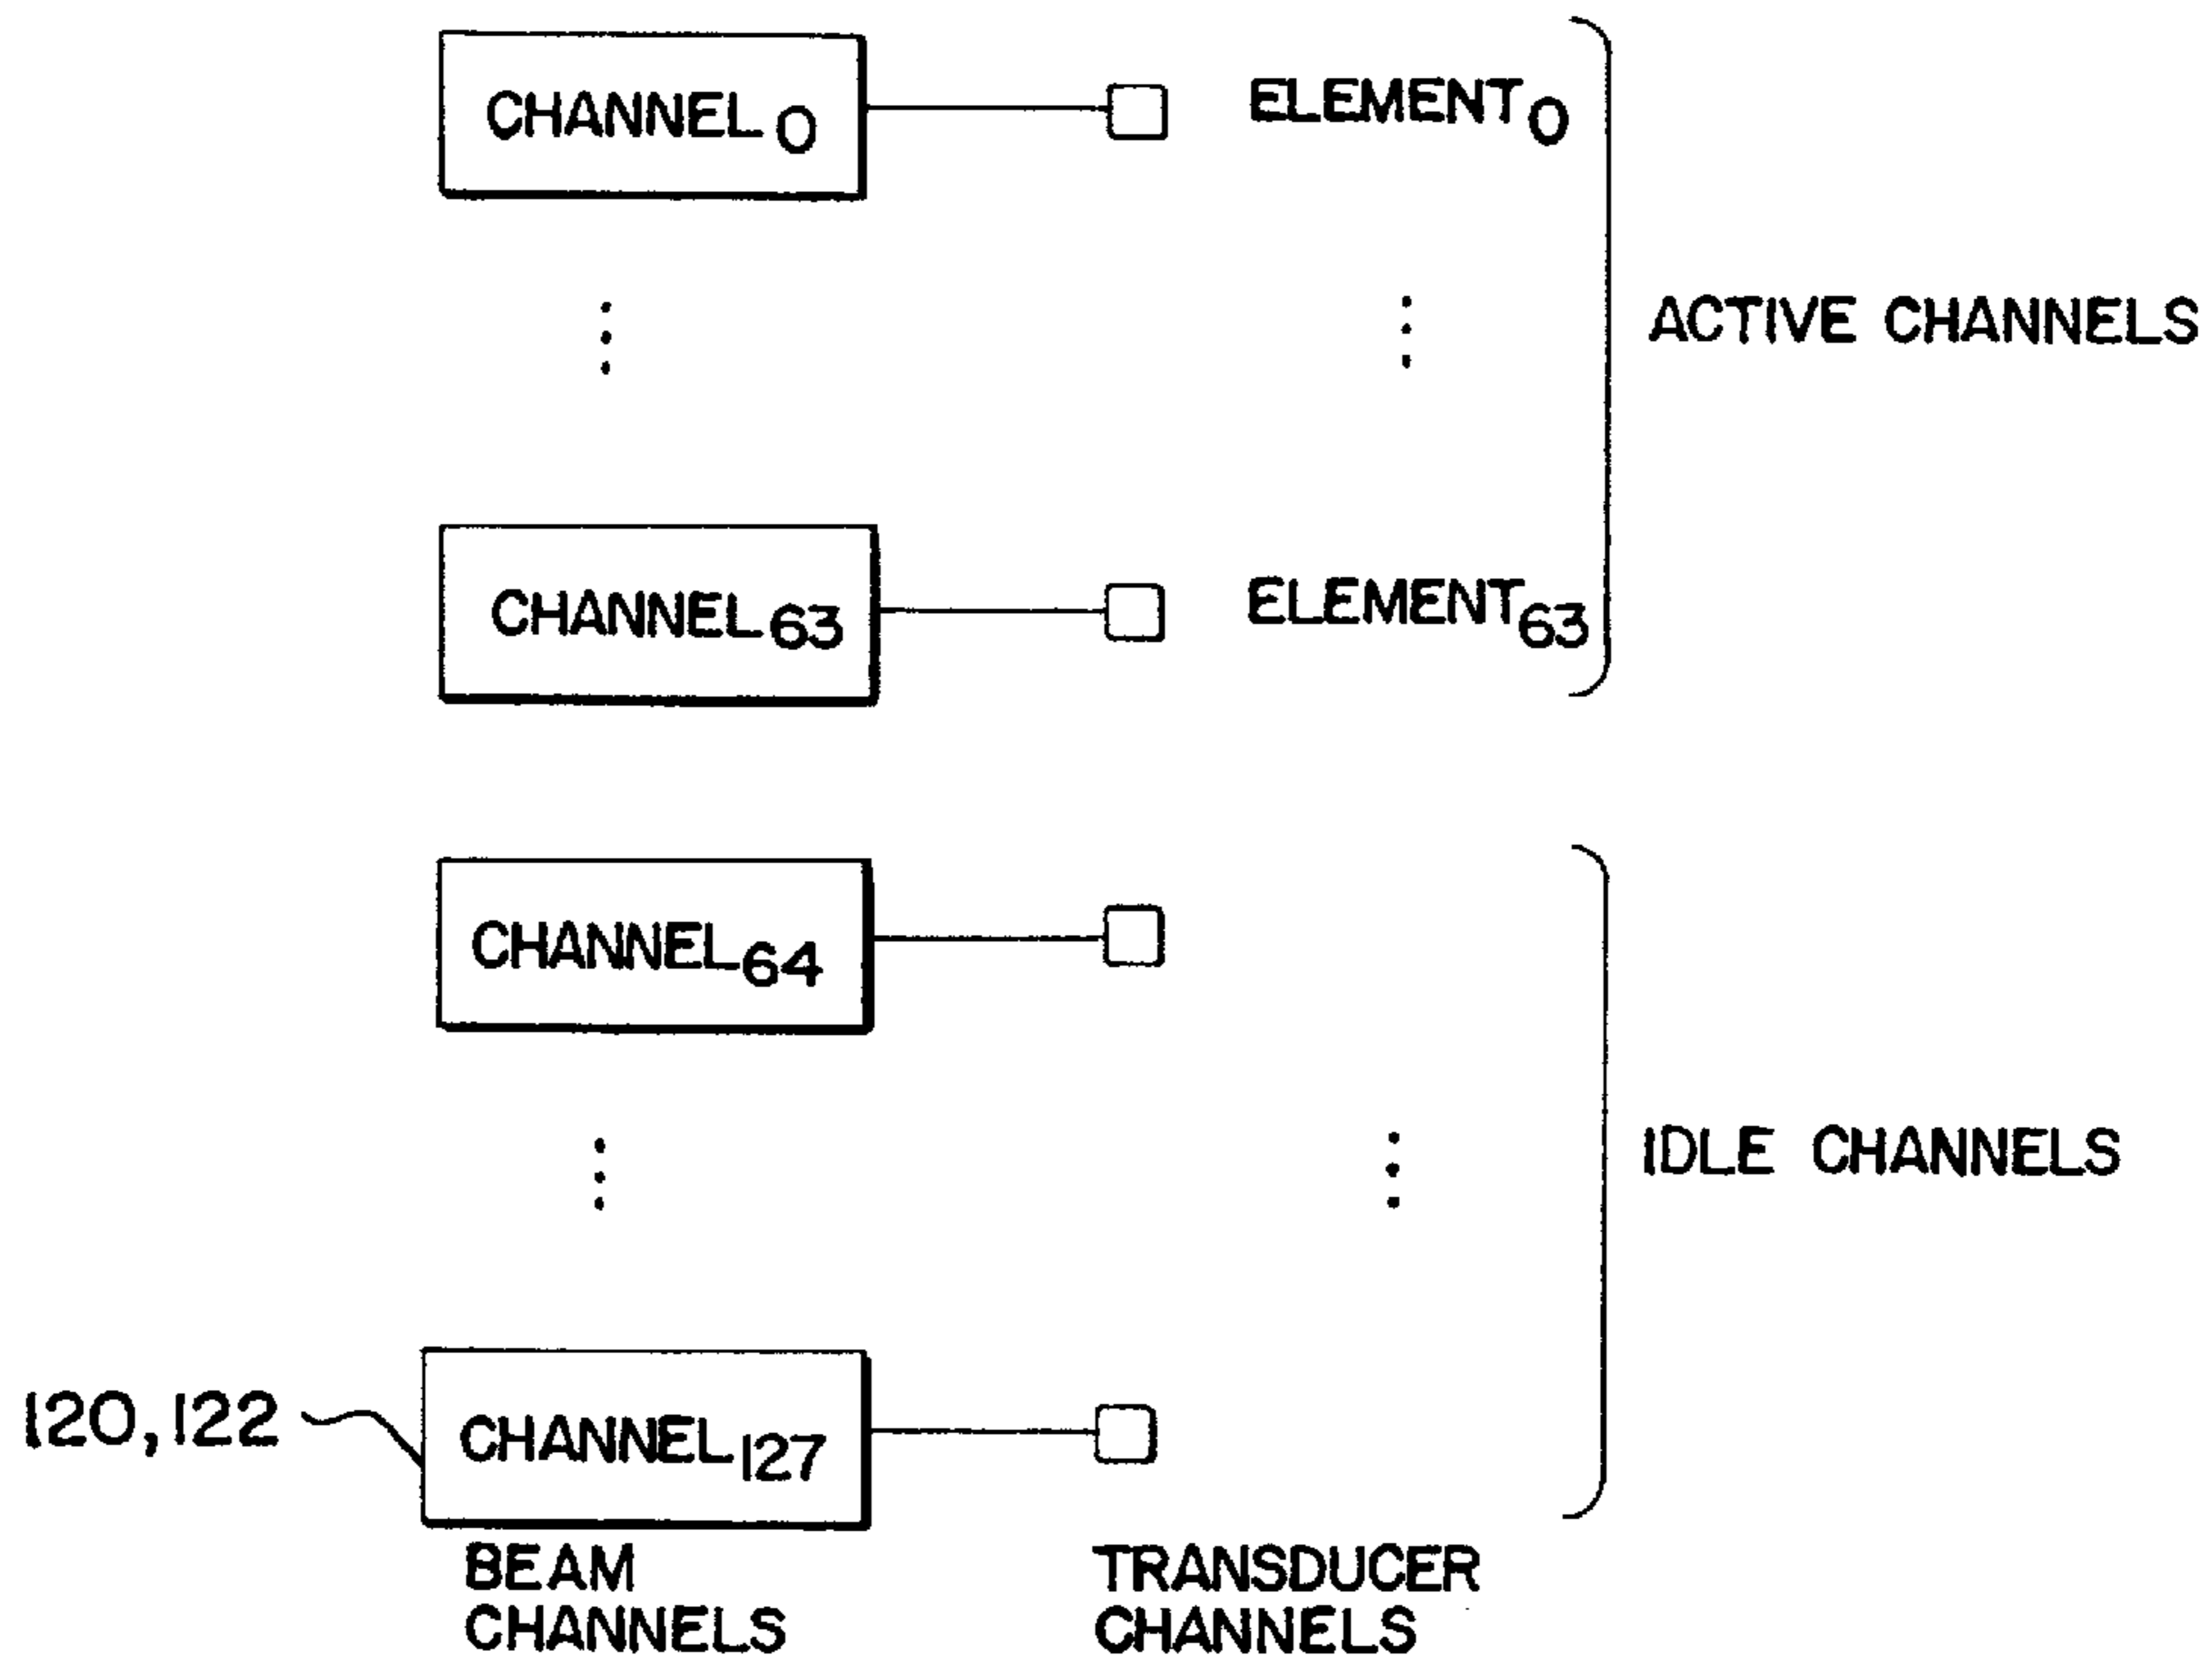 CHANNEL0 ELEMENT0
ACTIVE CHANNELS
CHANNEL63 ELEMENT63
CHANNEL64
IDLE CHANNELS
120,122 CHANNEL127
BEAM
CHANNELS
TRANSDUCER
CHANNELS